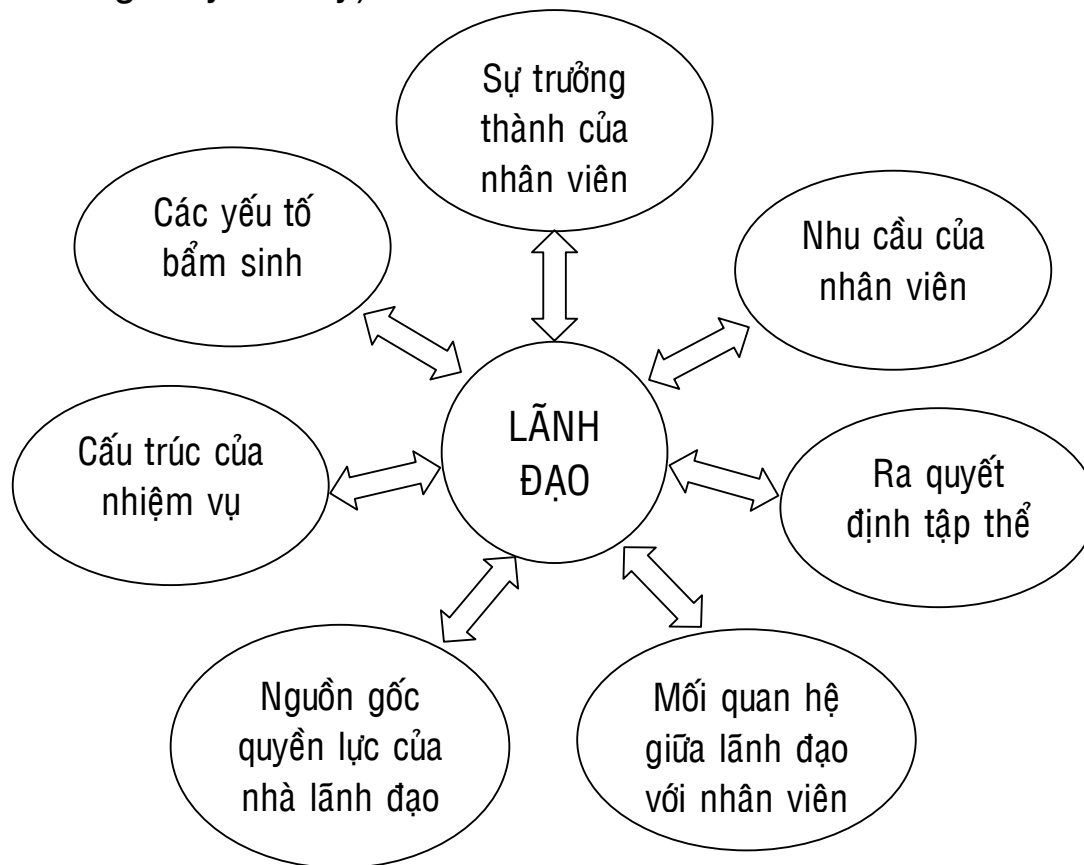 Sự trưởng
thành của
nhân viên
Các yếu tố
bẩm sinh
Nhu cầu của
nhân viên
LÃNH
ĐẠO
Cấu trúc của
nhiệm vụ
Ra quyết
định tập thể
Nguồn gốc
quyền lực của
nhà lãnh đạo
Mối quan hệ
giữa lãnh đạo
với nhân viên